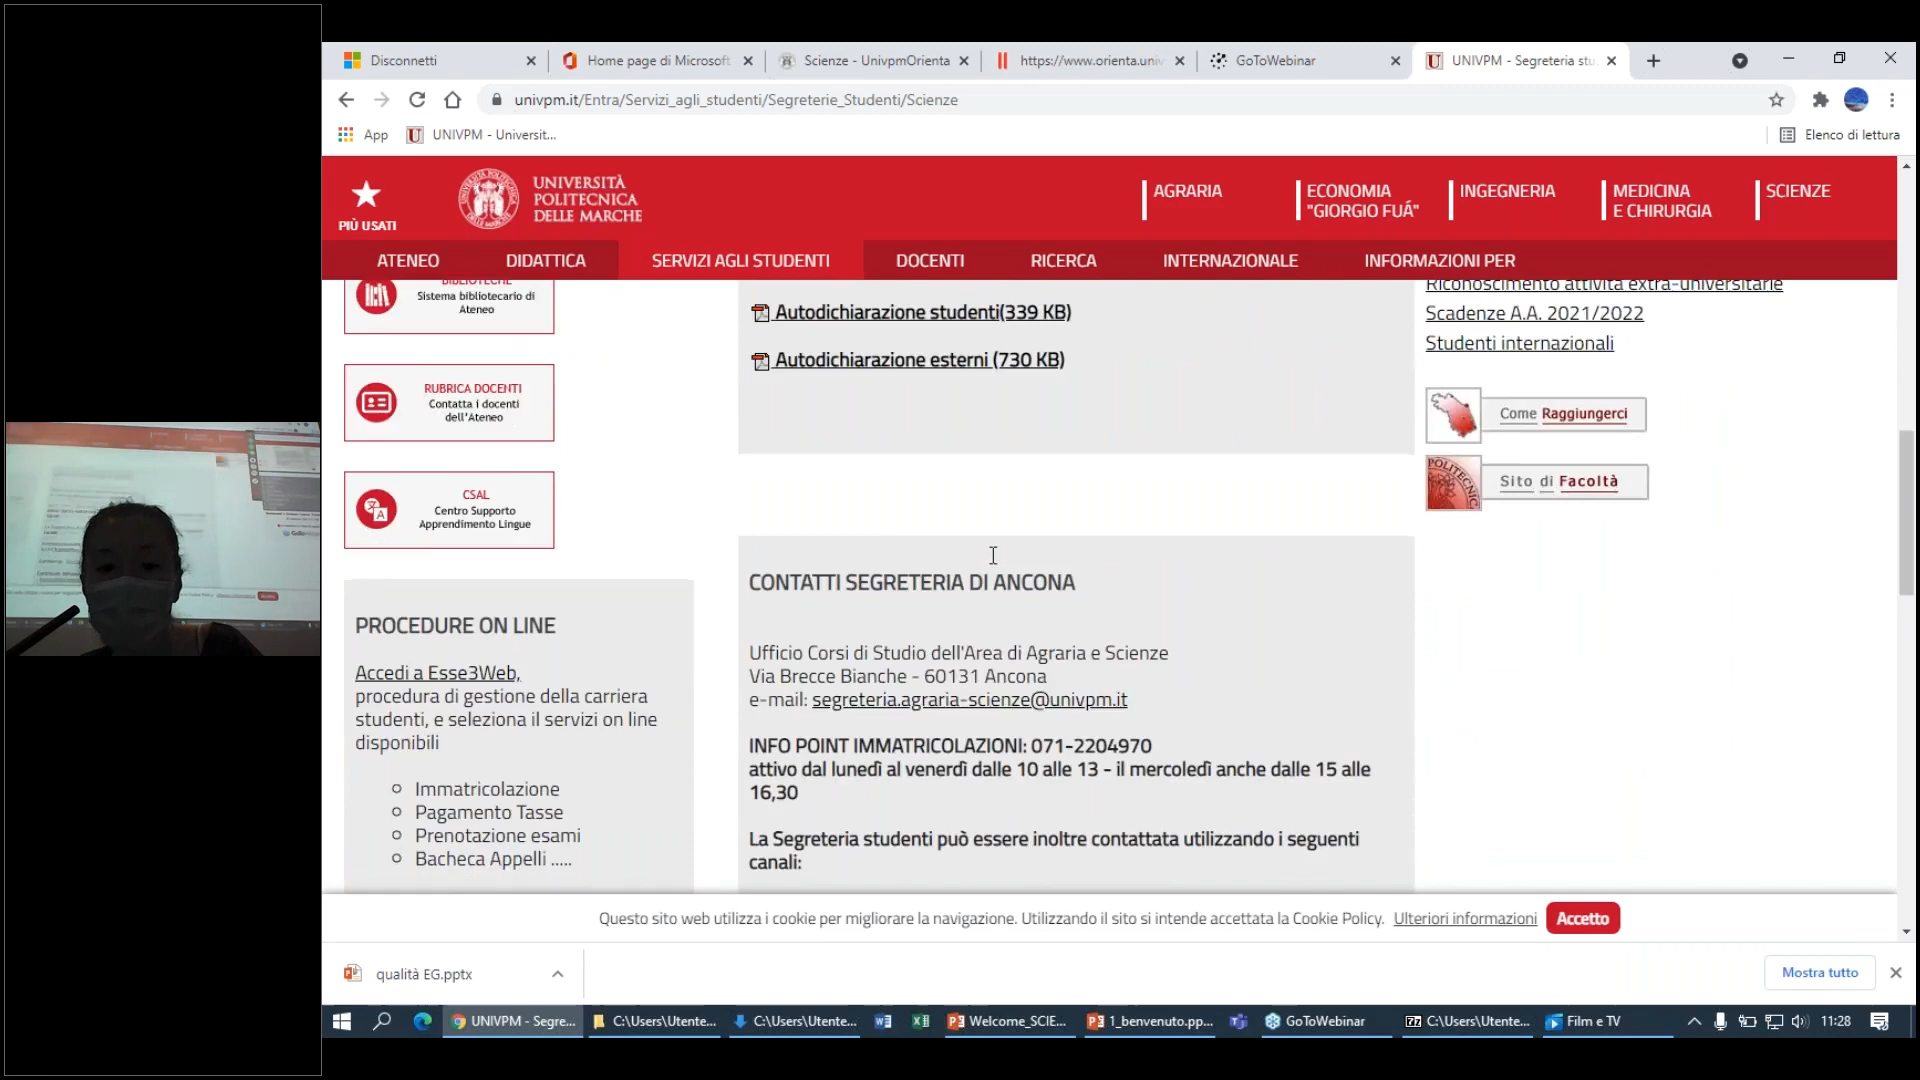 Disconnetti
Home page di Microsoft
Scienze - UnivpmOrienta
https://www.orienta.univ
GoToWebinar
UNIVPM - Segreteria stu
univpm.it/Entra/Servizi_agli_studenti/Segreterie_Studenti/Scienze
App
UNIVPM - Universit...
Elenco di lettura
PIÙ USATI
UNIVERSITÀ
POLITECNICA
DELLE MARCHE
AGRARIA
ECONOMIA
"GIORGIO FUÁ"
INGEGNERIA
MEDICINA
E CHIRURGIA
SCIENZE
ATENEO
DIDATTICA
SERVIZI AGLI STUDENTI
DOCENTI
RICERCA
INTERNAZIONALE
INFORMAZIONI PER
BIBLIOTECHE
Sistema bibliotecario di
Ateneo
RUBRICA DOCENTI
Contatta i docenti
dell'Ateneo
CSAL
Centro Supporto
Apprendimento Lingue
PROCEDURE ON LINE
Accedi a Esse3Web,
procedura di gestione della carriera
studenti, e seleziona il servizi on line
disponibili
Immatricolazione
Pagamento Tasse
Prenotazione esami
Bacheca Appelli .....
Autodichiarazione studenti(339 KB)
Autodichiarazione esterni (730 KB)
CONTATTI SEGRETERIA DI ANCONA
Ufficio Corsi di Studio dell'Area di Agraria e Scienze
Via Brecce Bianche - 60131 Ancona
e-mail: segreteria.agraria-scienze@univpm.it
INFO POINT IMMATRICOLAZIONI: 071-2204970
attivo dal lunedì al venerdì dalle 10 alle 13 - il mercoledì anche dalle 15 alle
16,30
La Segreteria studenti può essere inoltre contattata utilizzando i seguenti
canali:
Riconoscimento attività extra-universitarie
Scadenze A.A. 2021/2022
Studenti internazionali
Come Raggiungerci
POLITECNIC
Sito di Facoltà
Questo sito web utilizza i cookie per migliorare la navigazione. Utilizzando il sito si intende accettata la Cookie Policy. Ulteriori informazioni
Accetto
qualità EG.pptx
Mostra tutto
UNIVPM - Segre...
C:\Users\Utente...
C:\Users\Utente...
Welcome_SCIE...
1_benvenuto.pp...
GoToWebinar
C:\Users\Utente...
Film e TV
11:28